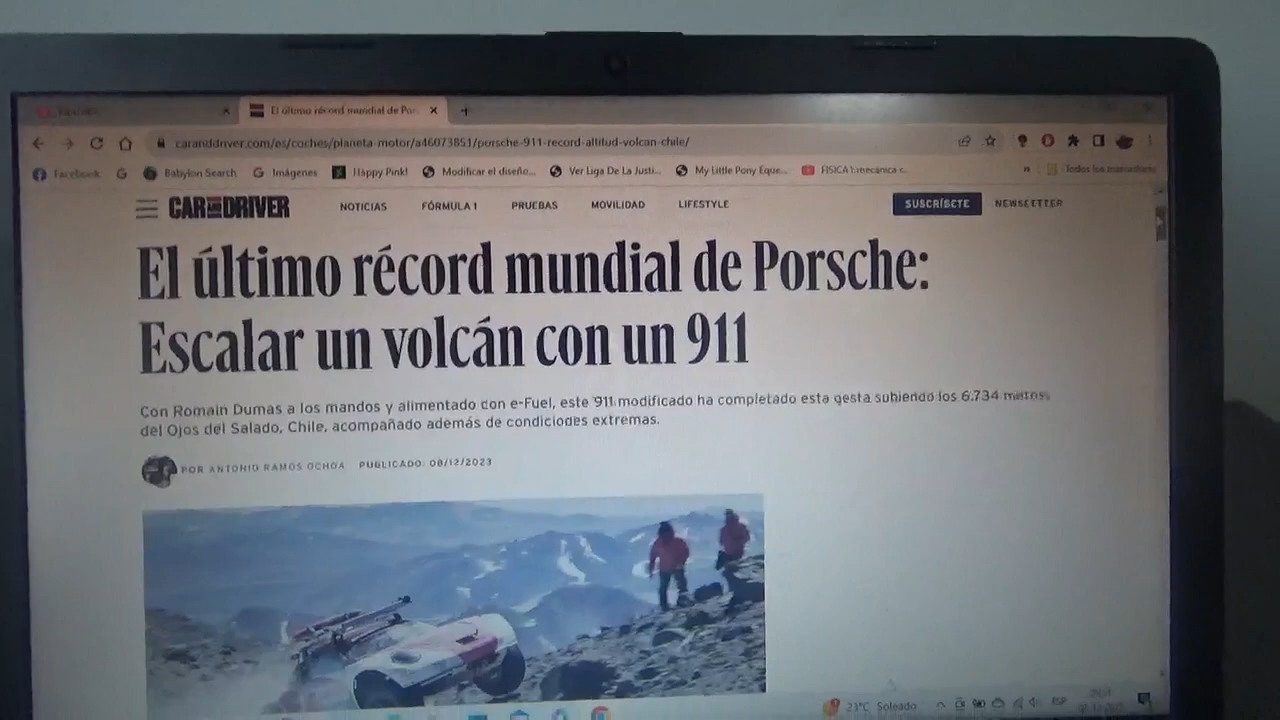 El último récord mundial de Por
caranddriver.com/es/coches/planeta-motor/a46073851/porsche-911-record-altitud-volcan-chile/
Facebook Babylon Search Imágenes Happy Pink! Modificar el diseño... Ver Liga De La Justi... My Little Pony Eque... FISICA 1: mecánica c... » Todos los marcadores
CAR AND DRIVER NOTICIAS FÓRMULA 1 PRUEBAS MOVILIDAD LIFESTYLE SUSCRÍBETE NEWSLETTER
El último récord mundial de Porsche:
Escalar un volcán con un 911
Con Romain Dumas a los mandos y alimentado con e-Fuel, este 911 modificado ha completado esta gesta subiendo los 6.734 metros
del Ojos del Salado, Chile, acompañado además de condiciones extremas.
POR ANTONIO RAMOS OCHOA PUBLICADO: 08/12/2023
23°C Soleado ESP